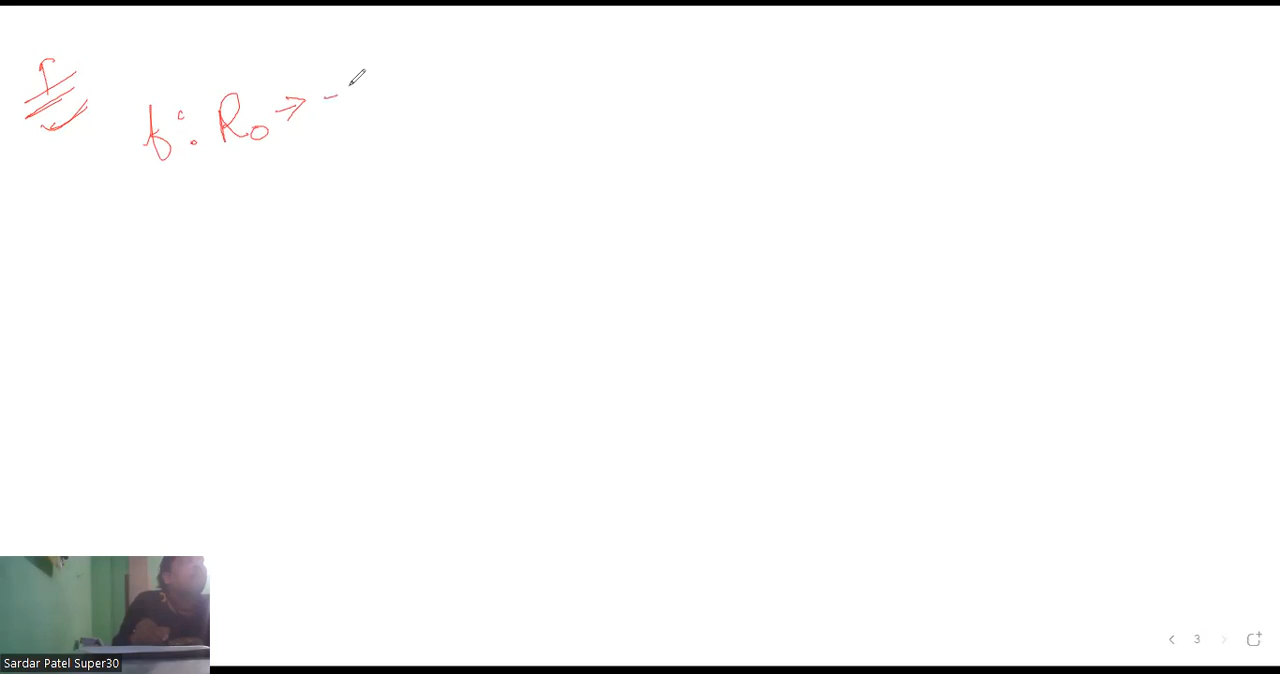 f: R₀ → -
3
Sardar Patel Super30